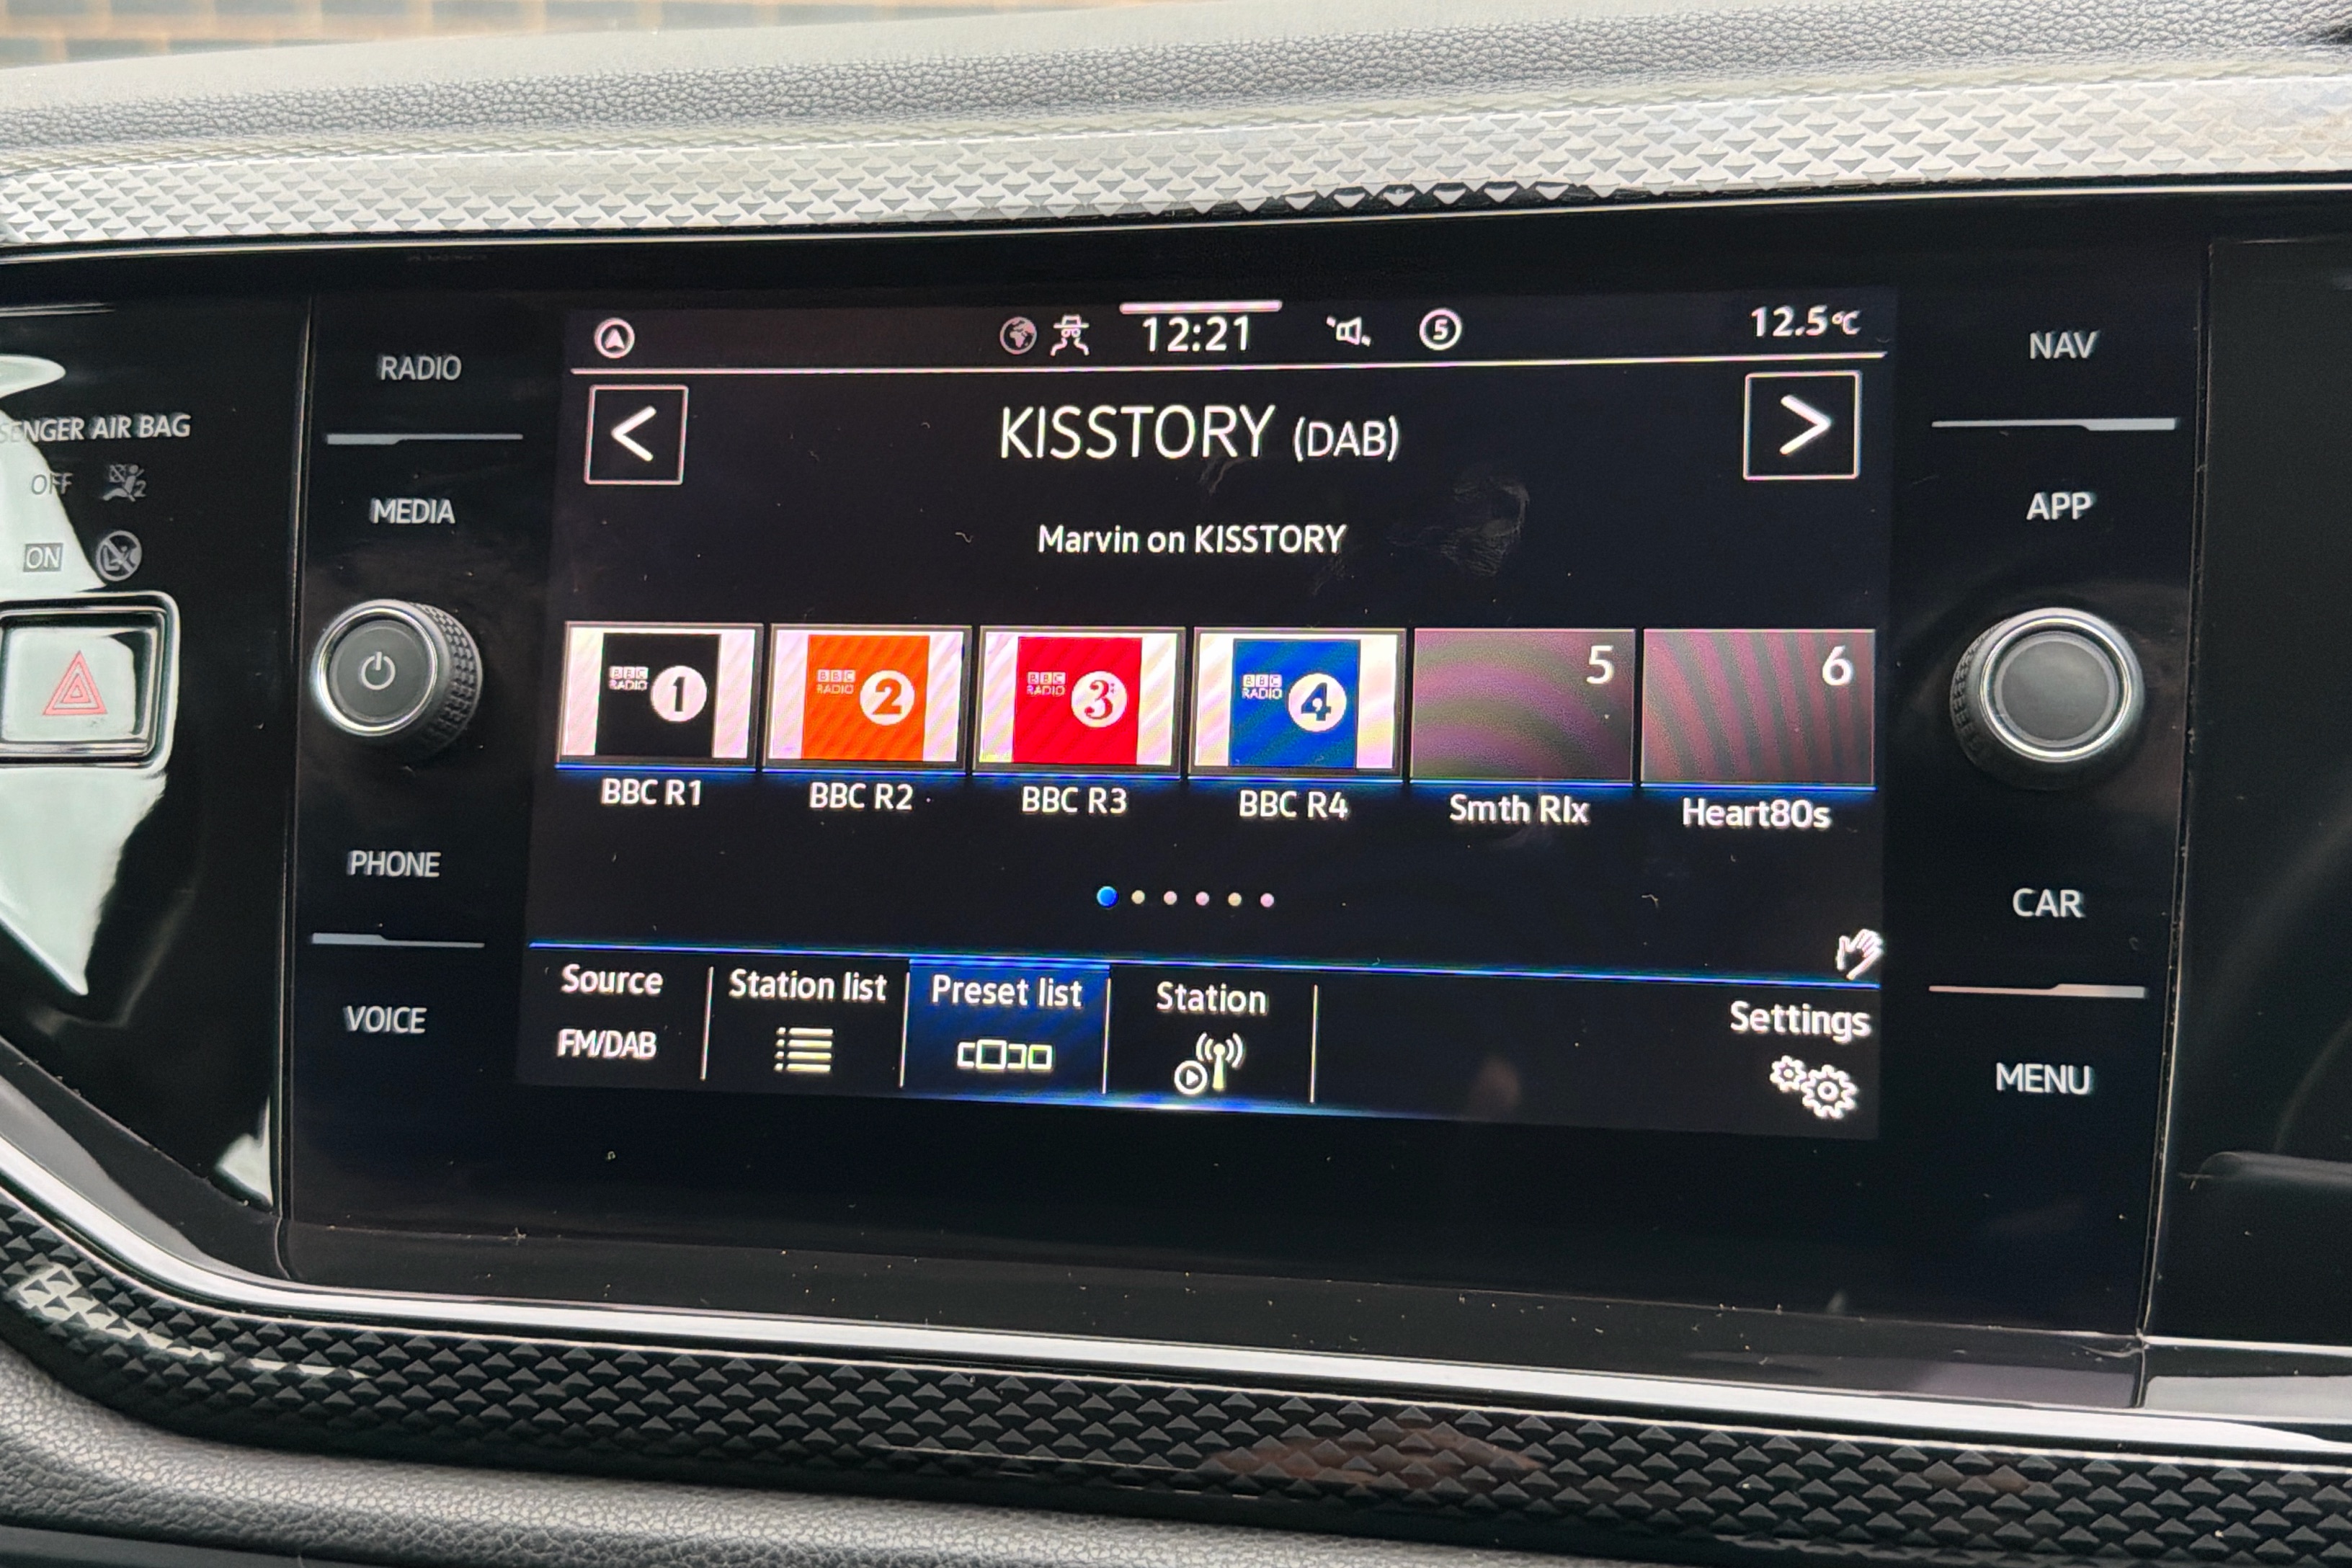 12:21
5
12.5°C
RADIO
NAV
<
KISSTORY (DAB)
>
SENGER AIR BAG
OFF
2
ON
MEDIA
APP
Marvin on KISSTORY
BBC RADIO 1
BBC RADIO 2
BBC RADIO 3
BBC RADIO 4
5
6
BBC R1
BBC R2
BBC R3
BBC R4
Smth Rlx
Heart80s
PHONE
CAR
VOICE
Source
FM/DAB
Station list
Preset list
Station
Settings
MENU